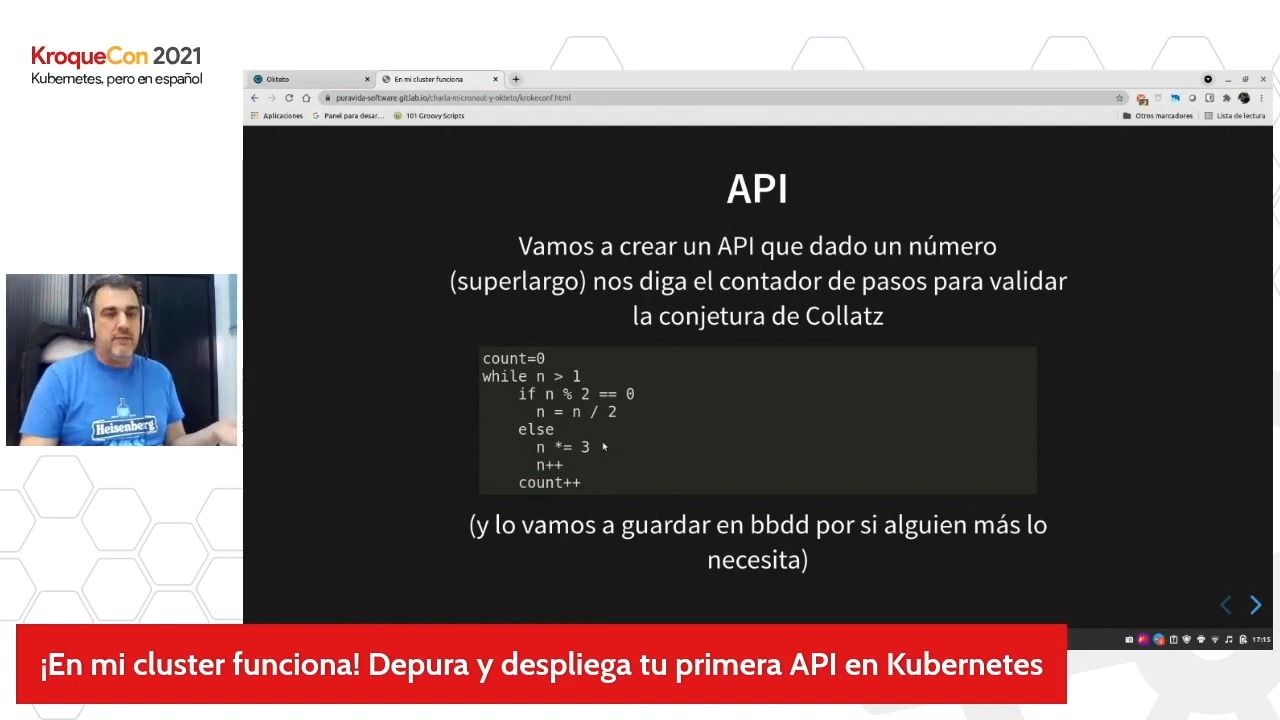 KroqueCon 2021
Kubernetes, pero en español
Okteto
En mi cluster funciona
puravida-software.gitlab.io/charla-micronaut-y-okteto/krokeconf.html
Aplicaciones
Panel para desar...
101 Groovy Scripts
Otros marcadores
Lista de lectura
API
Vamos a crear un API que dado un número
(superlargo) nos diga el contador de pasos para validar
la conjetura de Collatz
count=0
while n > 1
if n % 2 == 0
n = n / 2
else
n *= 3
n++
count++
(y lo vamos a guardar en bbdd por si alguien más lo
necesita)
Heisenberg
17:15
¡En mi cluster funciona! Depura y despliega tu primera API en Kubernetes